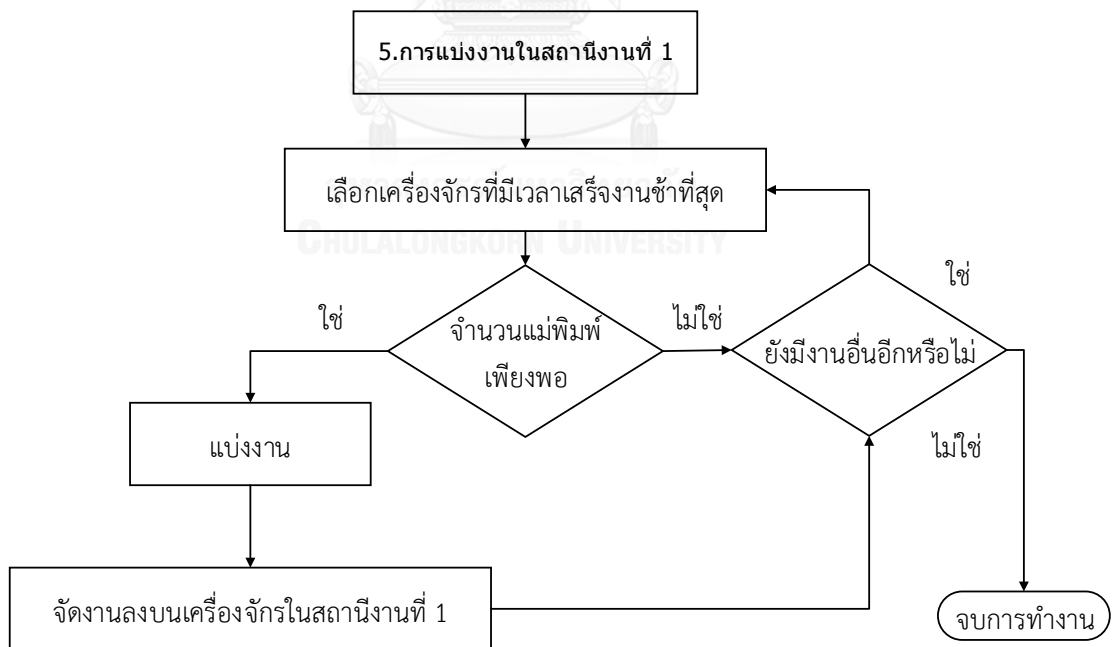 5.การแบ่งงานในสถานีงานที่ 1
เลือกเครื่องจักรที่มีเวลาเสร็จงานช้าที่สุด
CHULALONGKORN UNIVERSITY
ใช่
จำนวนแม่พิมพ์
เพียงพอ
ไม่ใช่
ยังมีงานอื่นอีกหรือไม่
ใช่
แบ่งงาน
ไม่ใช่
จัดงานลงบนเครื่องจักรในสถานีงานที่ 1
จบการทำงาน